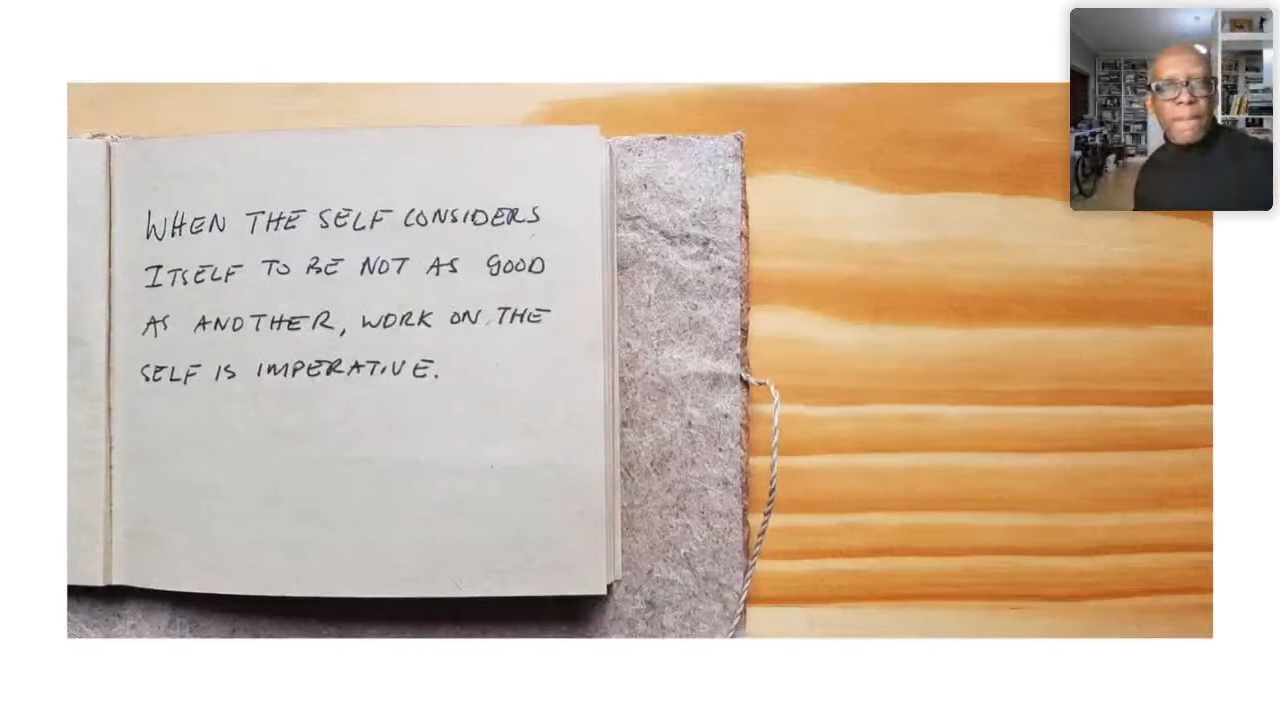 WHEN THE SELF CONSIDERS
ITSELF TO BE NOT AS GOOD
AS ANOTHER, WORK ON THE
SELF IS IMPERATIVE.